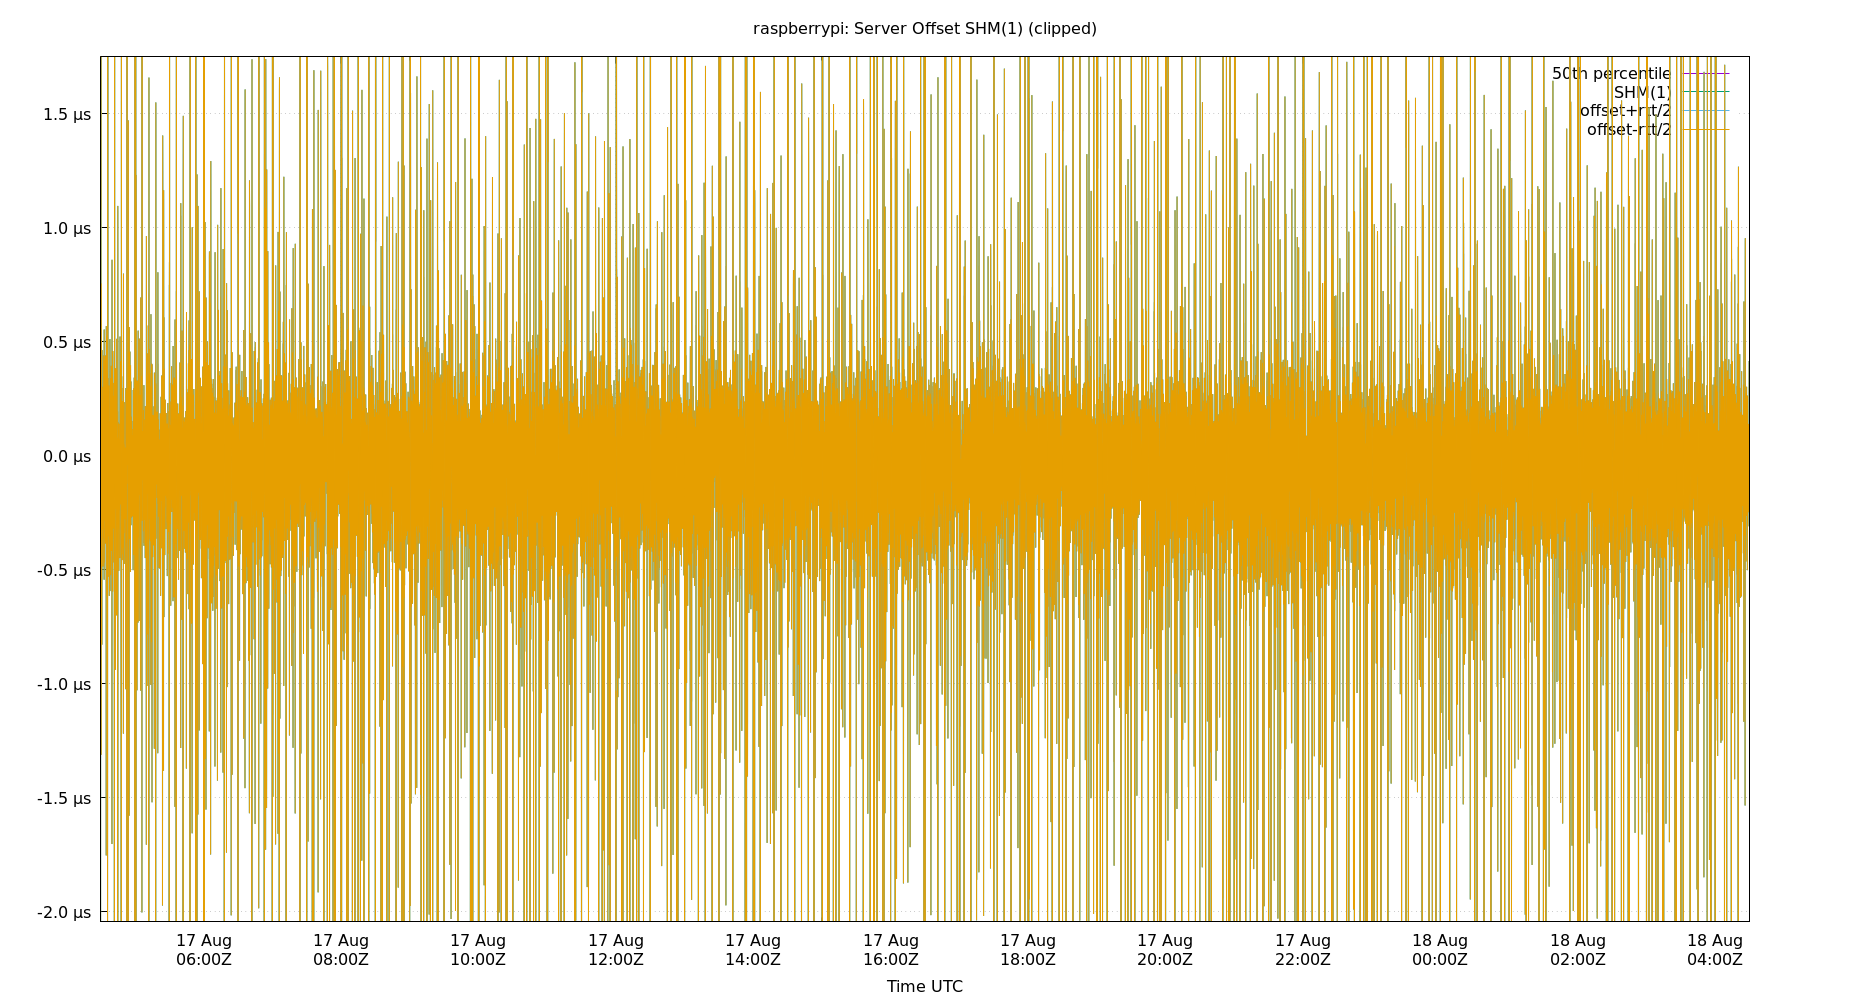 raspberrypi: Server Offset SHM(1) (clipped)
50th percentile
SHM(1)
offset+rtt/2
offset-rtt/2
1.5 µs
1.0 µs
0.5 µs
0.0 µs
-0.5 µs
-1.0 µs
-1.5 µs
-2.0 µs
17 Aug 17 Aug 17 Aug 17 Aug 17 Aug 17 Aug 17 Aug 17 Aug 17 Aug 18 Aug 18 Aug 18 Aug
06:00Z 08:00Z 10:00Z 12:00Z 14:00Z 16:00Z 18:00Z 20:00Z 22:00Z 00:00Z 02:00Z 04:00Z
Time UTC